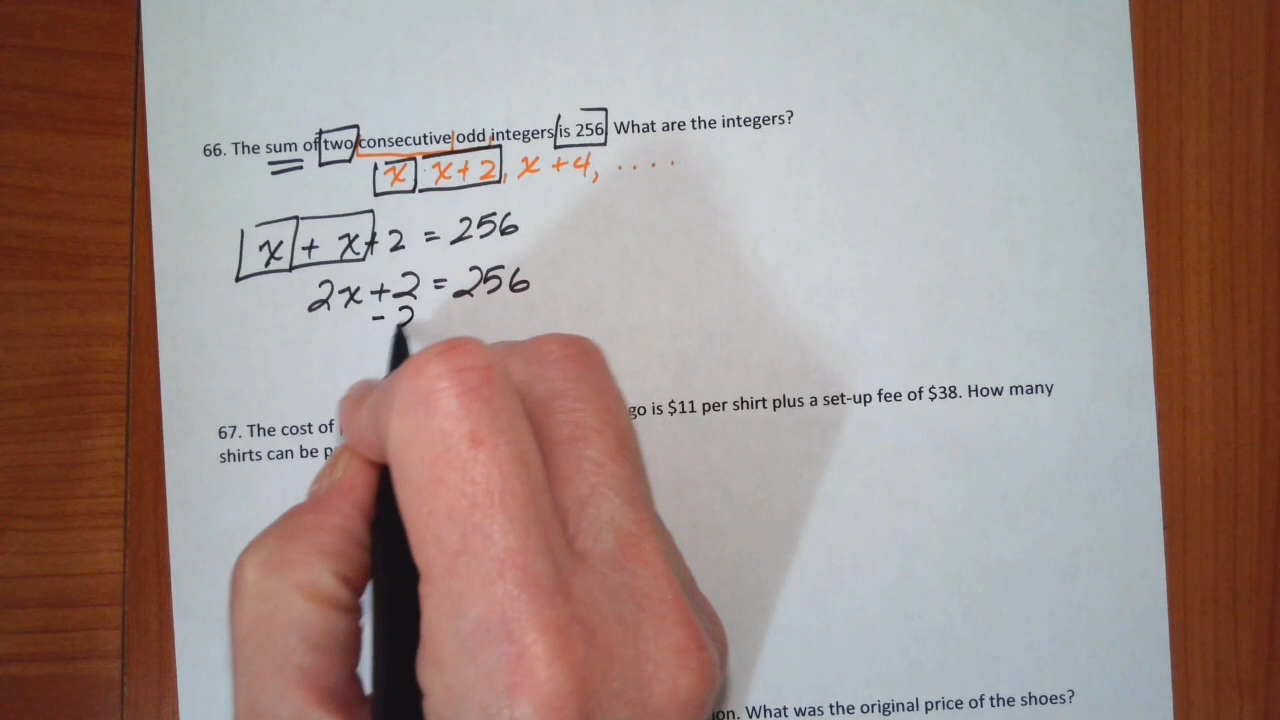 66. The sum of two consecutive odd integers is 256. What are the integers?
x x+2, x+4, ....
x + x+2 = 256
2x+2=256
-2
67. The cost of go is $11 per shirt plus a set-up fee of $38. How many
shirts can be
What was the original price of the shoes?